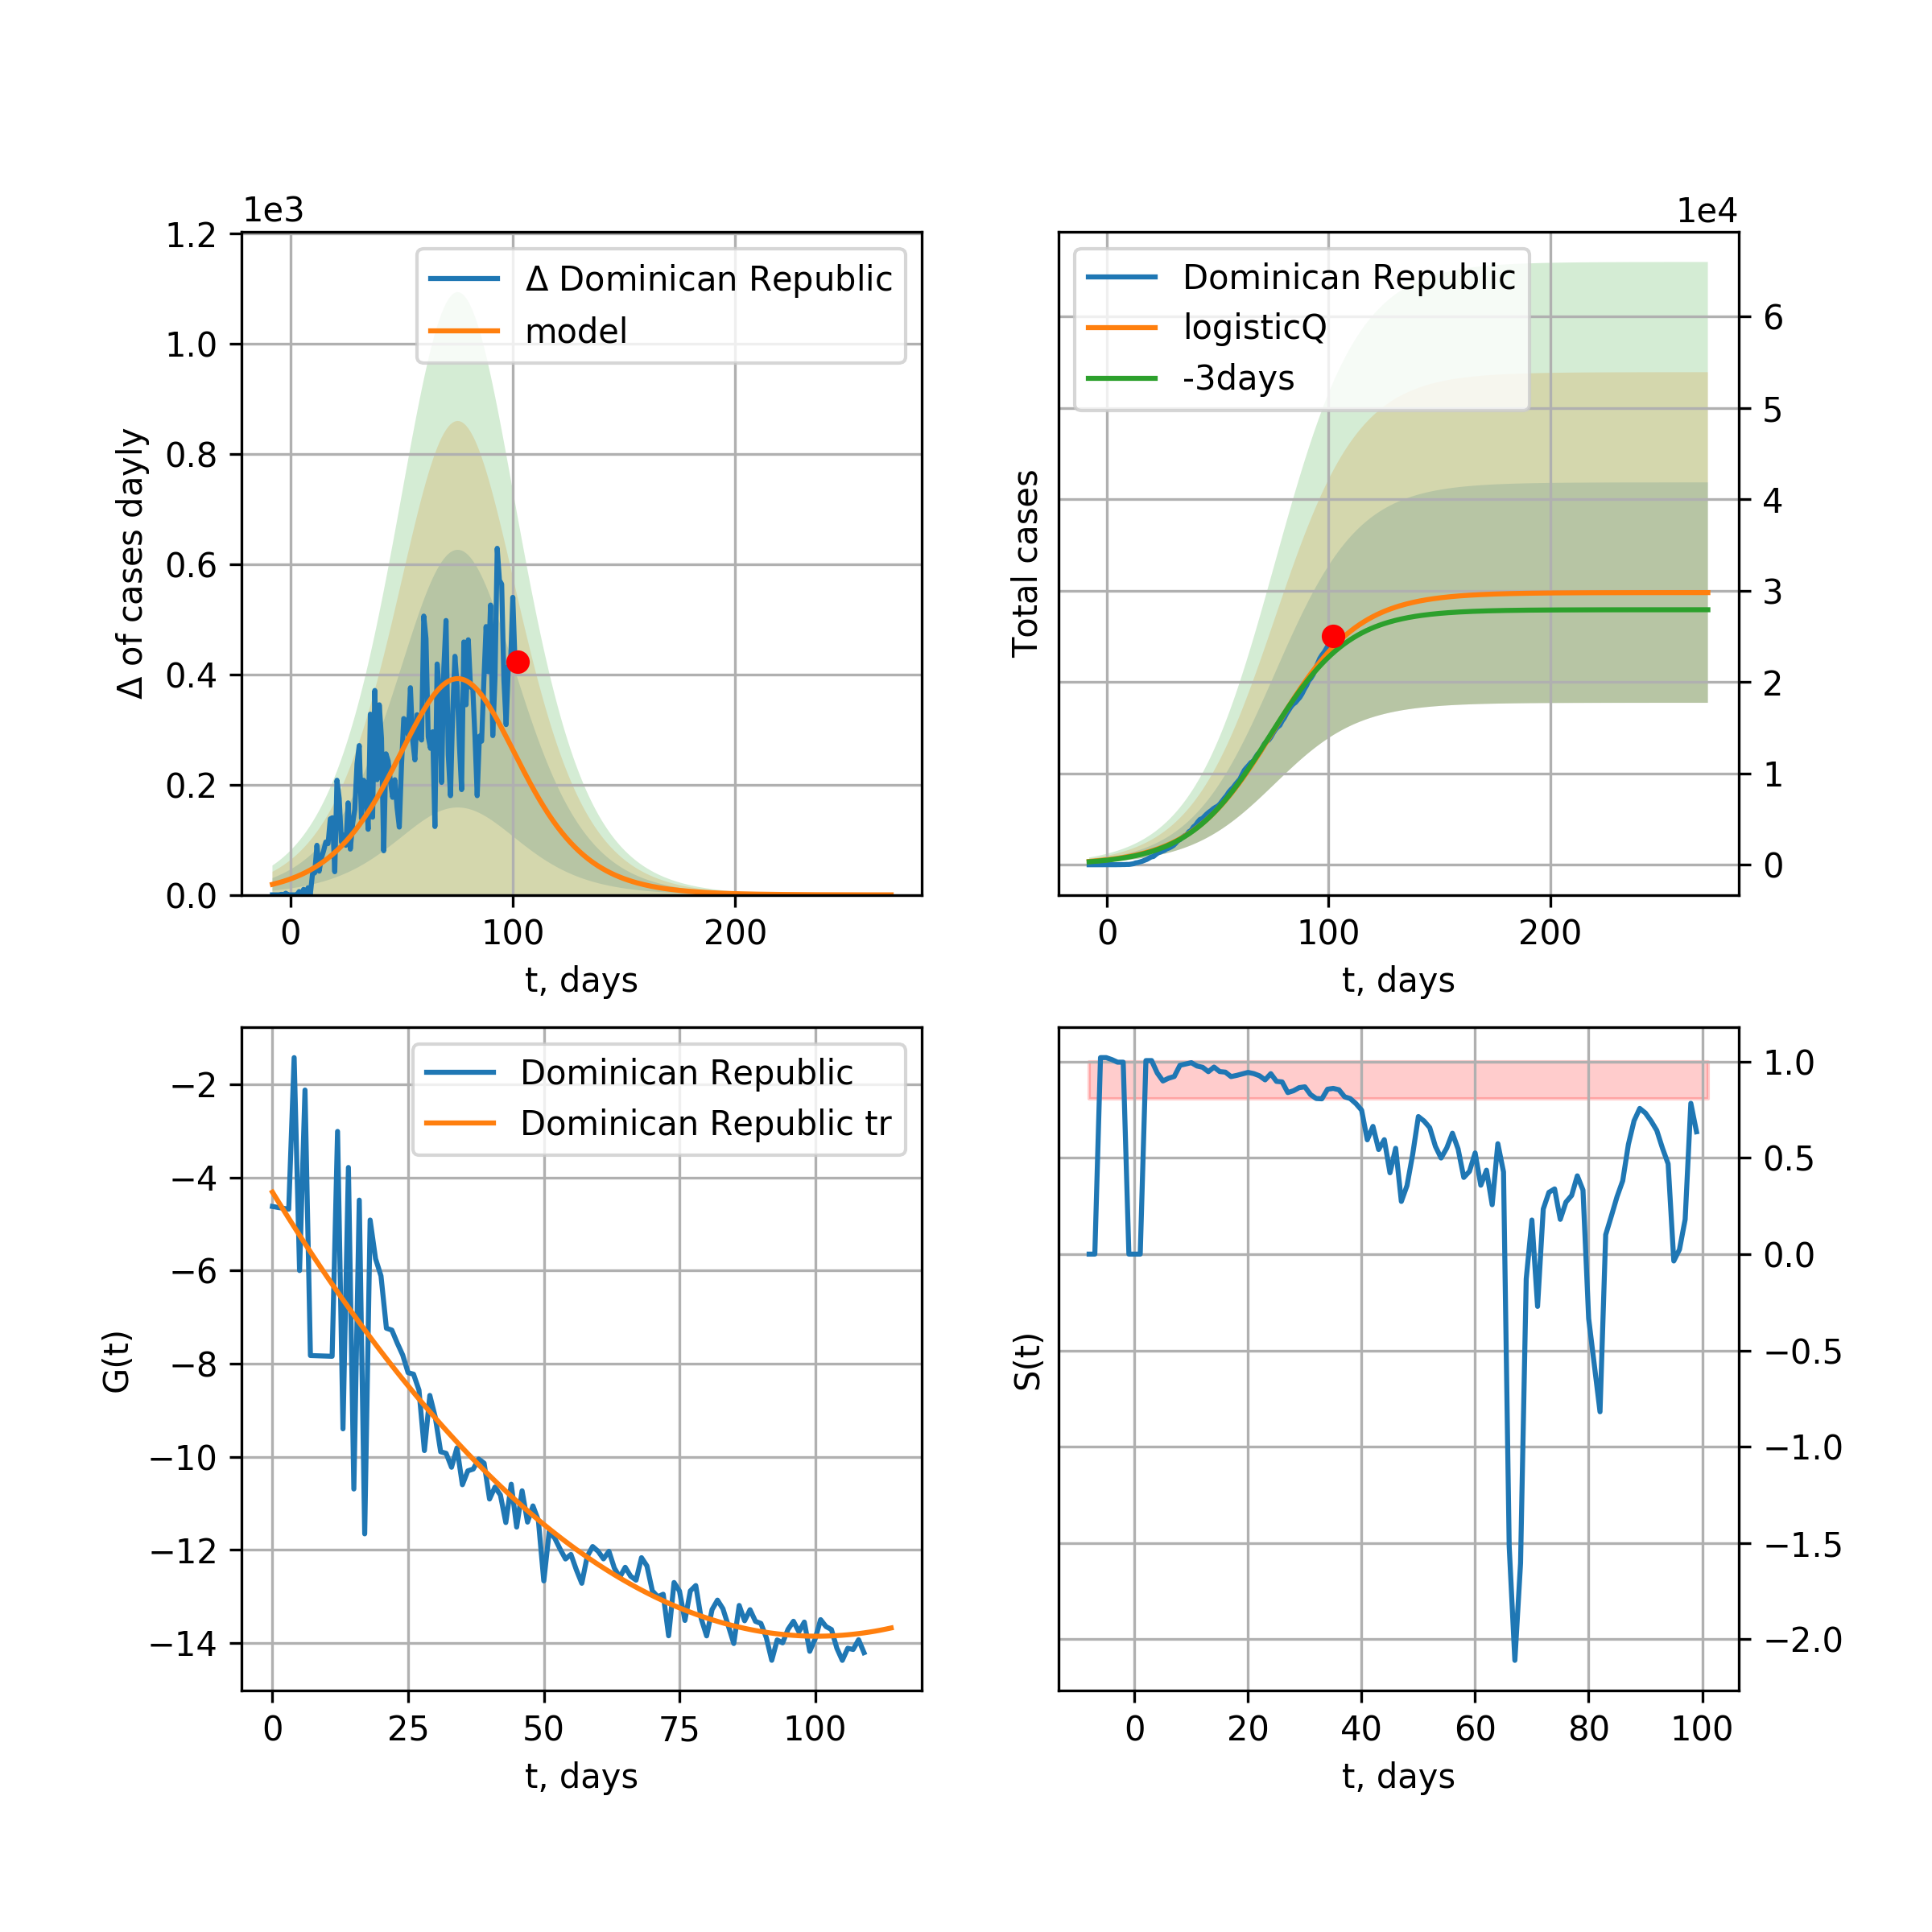 1e3
1.2
1.0
0.8
0.6
0.4
0.2
0.0
Δ of cases dayly
Δ Dominican Republic
model
0 100 200
t, days
1e4
Dominican Republic
logisticQ
-3days
Total cases
6
5
4
3
2
1
0
0 100 200
t, days
G(t)
−2
−4
−6
−8
−10
−12
−14
Dominican Republic
Dominican Republic tr
0 25 50 75 100
t, days
S(t)
1.0
0.5
0.0
−0.5
−1.0
−1.5
−2.0
0 20 40 60 80 100
t, days